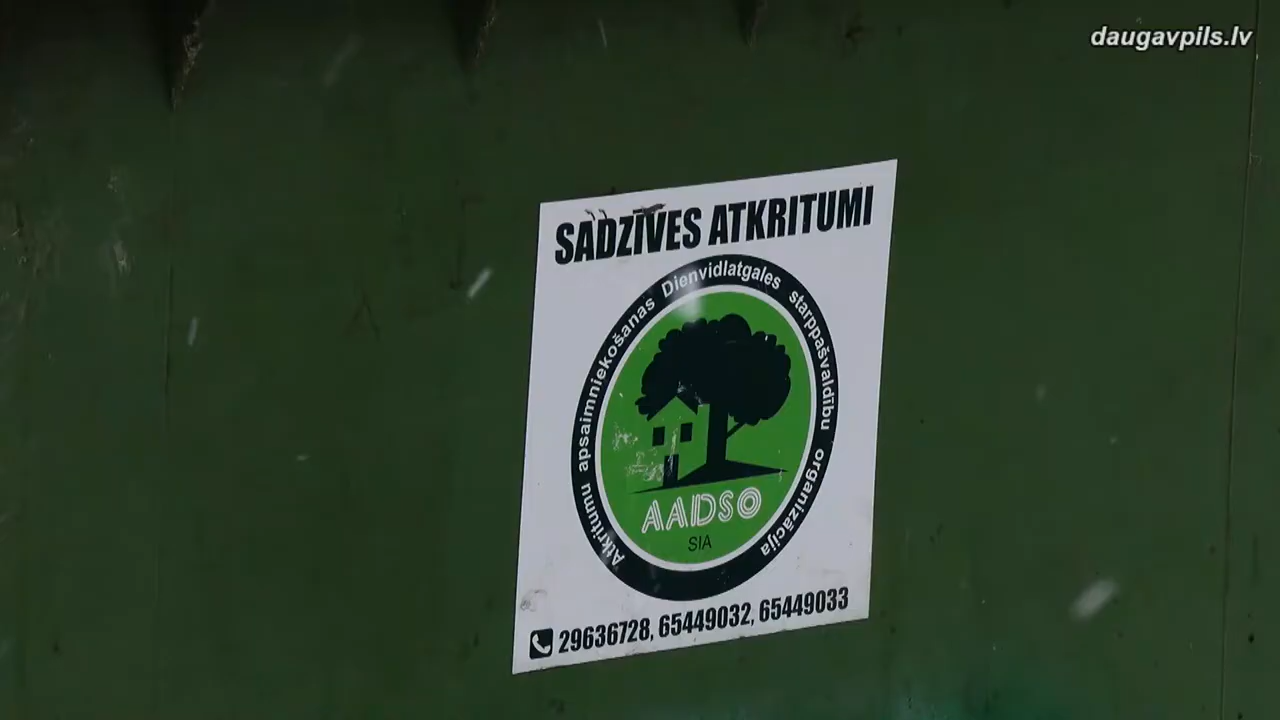 daugavpils.lv
SADZĪVES ATKRITUMI
Atkritumu apsaimniekošanas Dienvidlatgales starppašvaldību organizācija
AADSO
SIA
29636728, 65449032, 65449033